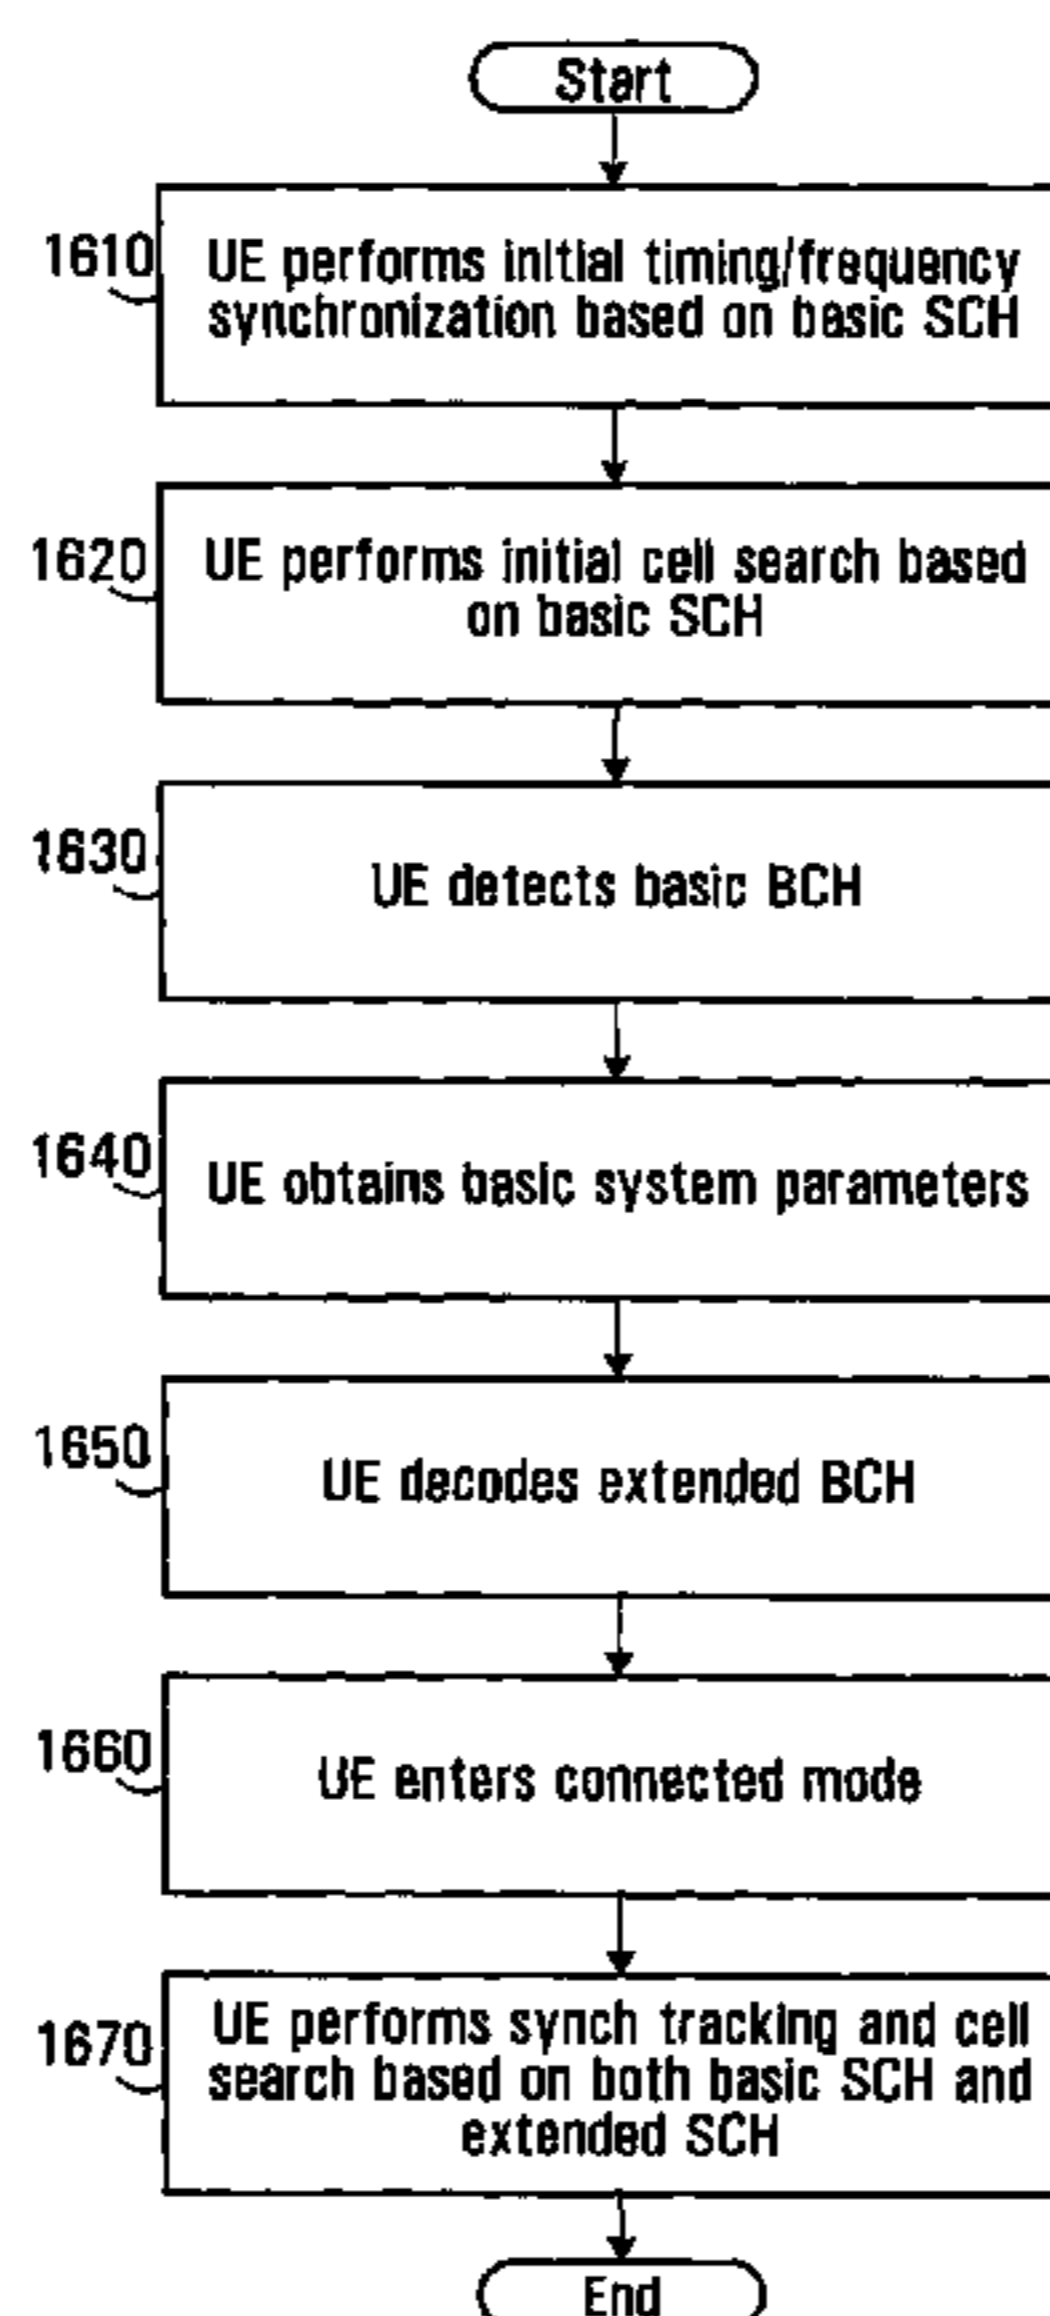 Start
1610
UE performs initial timing/frequency
synchronization based on basic SCH
1620
UE performs initial cell search based
on basic SCH
1630
UE detects basic BCH
1640
UE obtains basic system parameters
1650
UE decodes extended BCH
1660
UE enters connected mode
1670
UE performs synch tracking and cell
search based on both basic SCH and
extended SCH
End